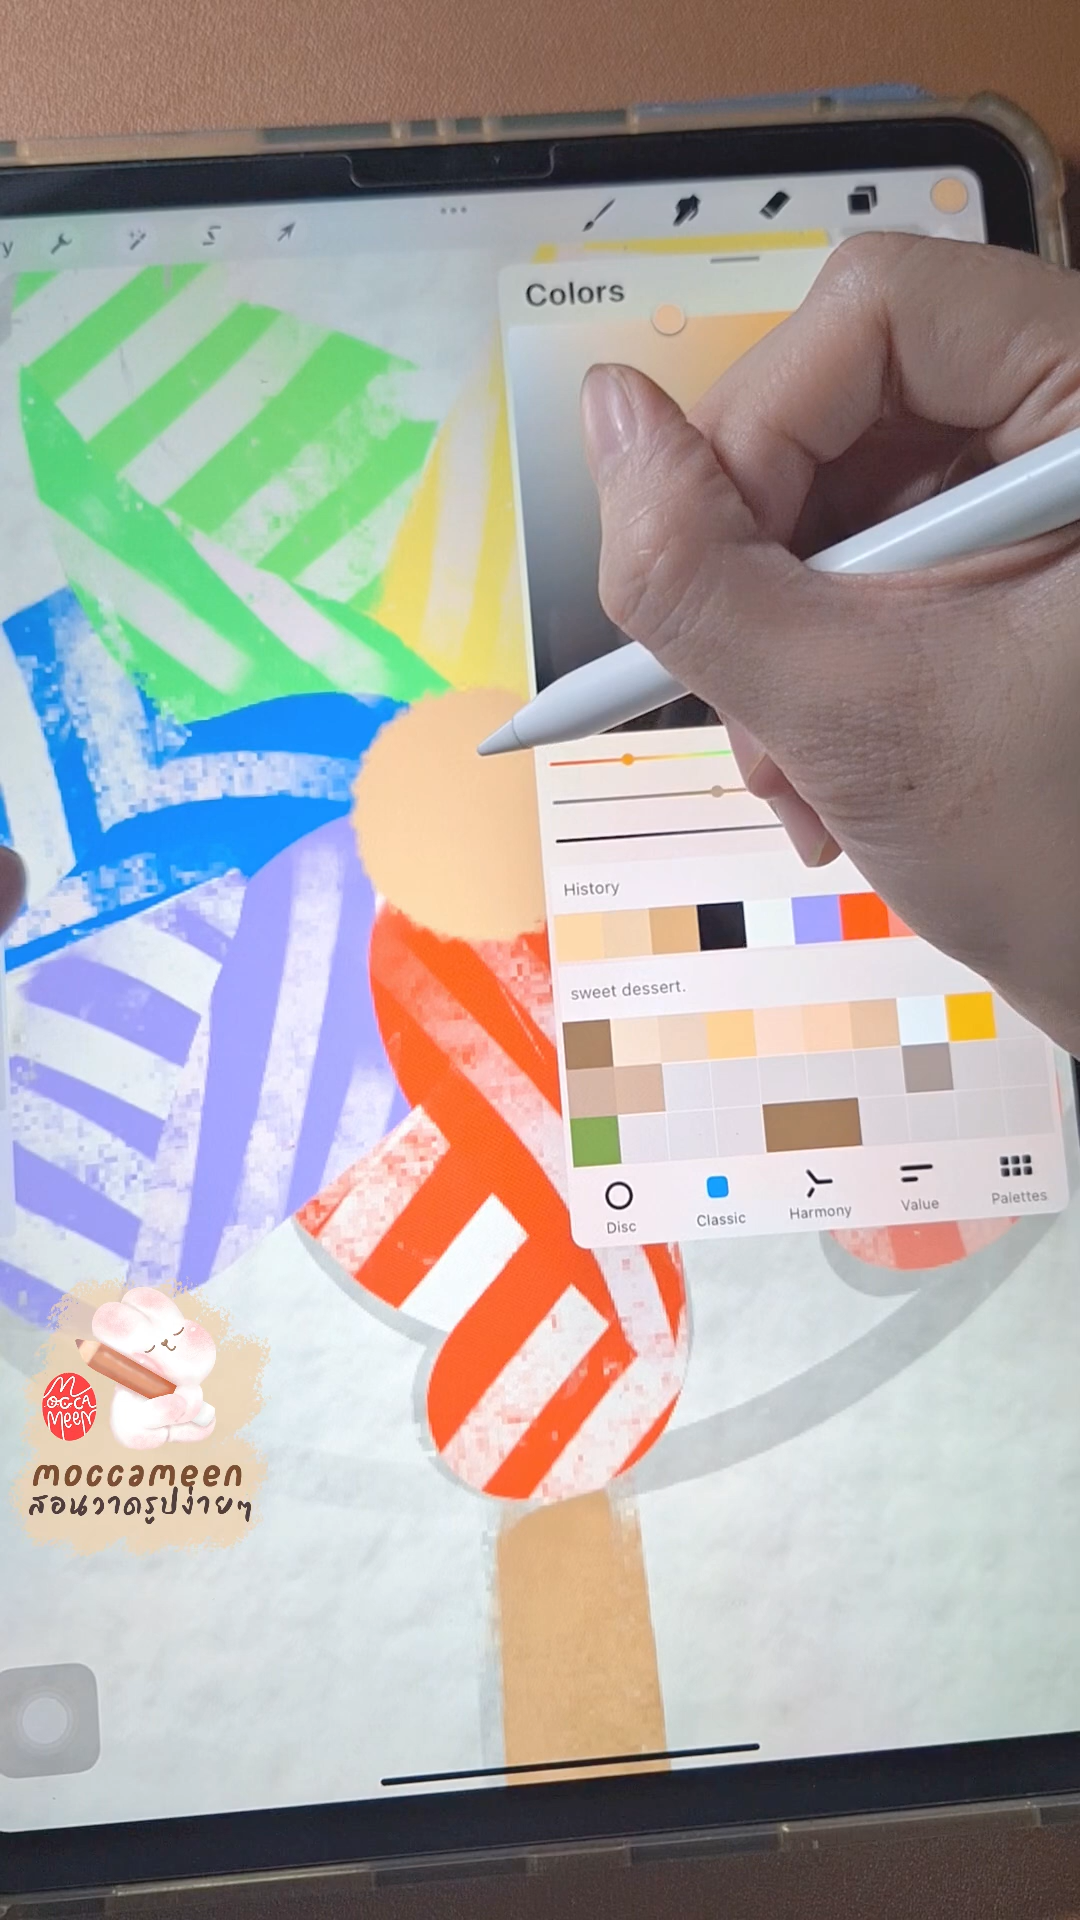 y
Colors
History
sweet dessert.
Disc
Classic
Harmony
Value
Palettes
MOCCA
MeeN
moccameen
สอนวาดรูปง่ายๆ